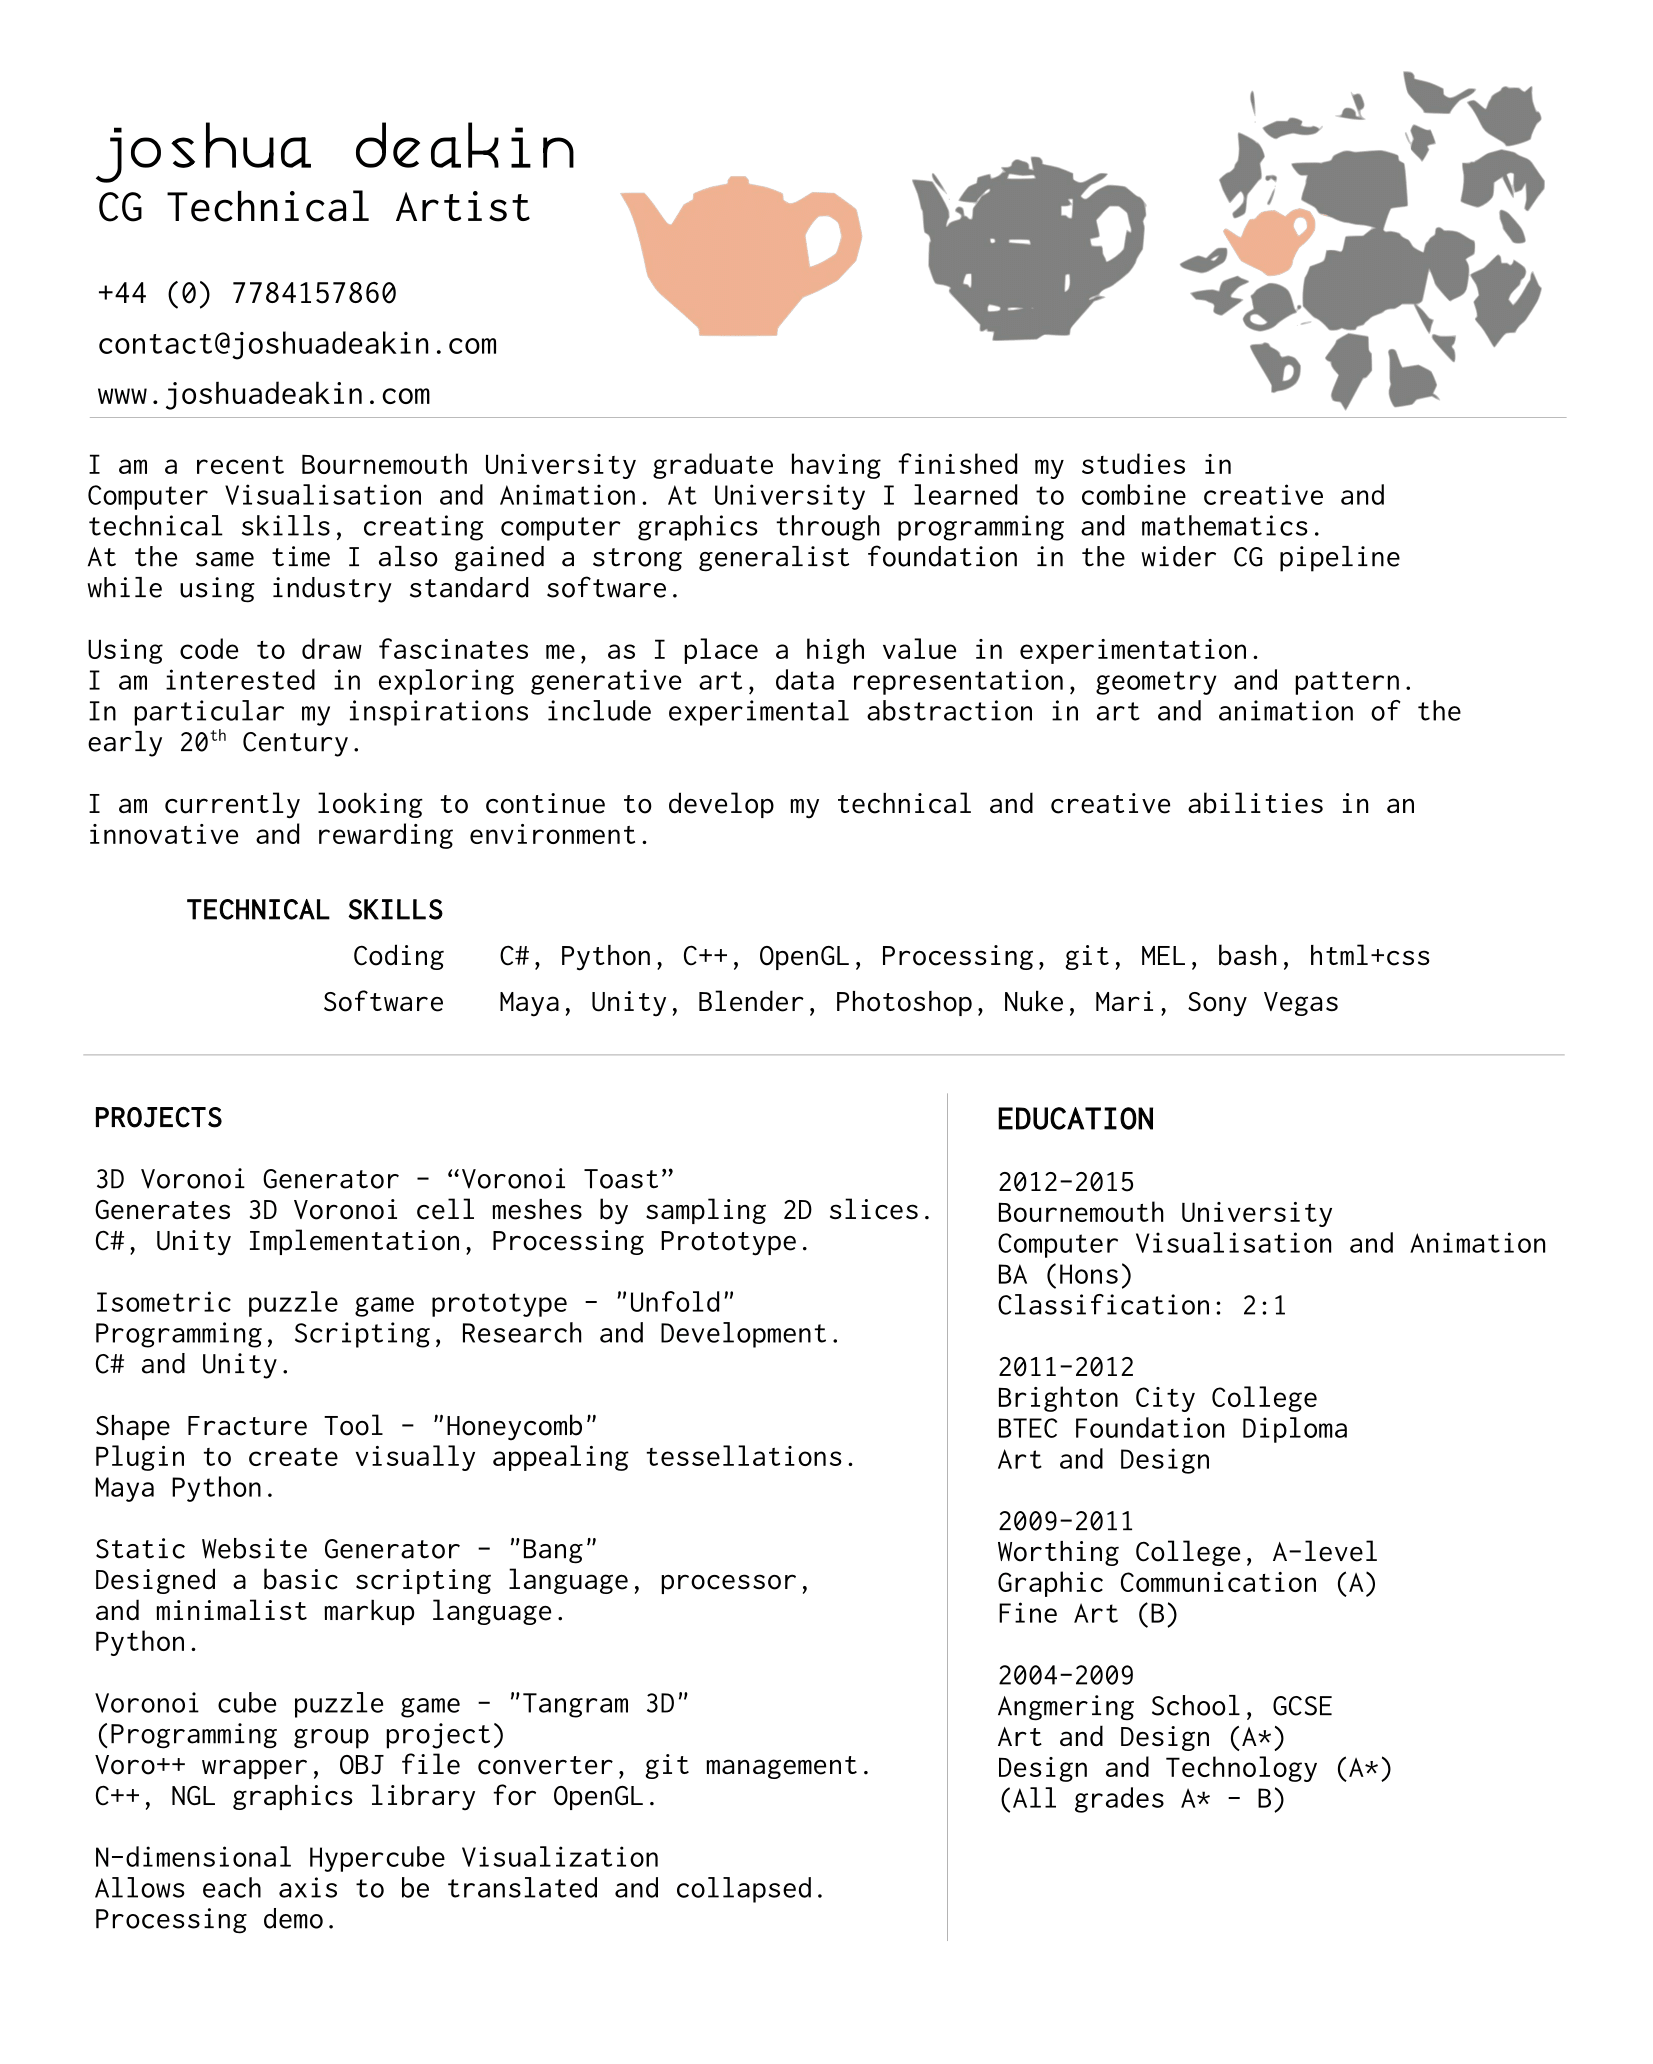 joshua deakin
CG Technical Artist
+44 (0) 7784157860
contact@joshuadeakin.com
www.joshuadeakin.com
I am a recent Bournemouth University graduate having finished my studies in
Computer Visualisation and Animation. At University I learned to combine creative and
technical skills, creating computer graphics through programming and mathematics.
At the same time I also gained a strong generalist foundation in the wider CG pipeline
while using industry standard software.
Using code to draw fascinates me, as I place a high value in experimentation.
I am interested in exploring generative art, data representation, geometry and pattern.
In particular my inspirations include experimental abstraction in art and animation of the
early 20th Century.
I am currently looking to continue to develop my technical and creative abilities in an
innovative and rewarding environment.
TECHNICAL SKILLS
Coding C#, Python, C++, OpenGL, Processing, git, MEL, bash, html+css
Software Maya, Unity, Blender, Photoshop, Nuke, Mari, Sony Vegas
PROJECTS
3D Voronoi Generator - “Voronoi Toast”
Generates 3D Voronoi cell meshes by sampling 2D slices.
C#, Unity Implementation, Processing Prototype.
Isometric puzzle game prototype - "Unfold"
Programming, Scripting, Research and Development.
C# and Unity.
Shape Fracture Tool - "Honeycomb"
Plugin to create visually appealing tessellations.
Maya Python.
Static Website Generator - "Bang"
Designed a basic scripting language, processor,
and minimalist markup language.
Python.
Voronoi cube puzzle game - "Tangram 3D"
(Programming group project)
Voro++ wrapper, OBJ file converter, git management.
C++, NGL graphics library for OpenGL.
N-dimensional Hypercube Visualization
Allows each axis to be translated and collapsed.
Processing demo.
EDUCATION
2012-2015
Bournemouth University
Computer Visualisation and Animation
BA (Hons)
Classification: 2:1
2011-2012
Brighton City College
BTEC Foundation Diploma
Art and Design
2009-2011
Worthing College, A-level
Graphic Communication (A)
Fine Art (B)
2004-2009
Angmering School, GCSE
Art and Design (A*)
Design and Technology (A*)
(All grades A* - B)